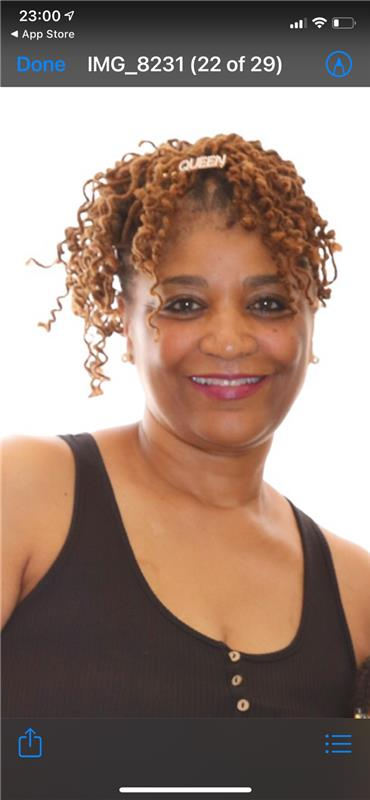 23:00
◀ App Store
Done IMG_8231 (22 of 29)
QUEEN